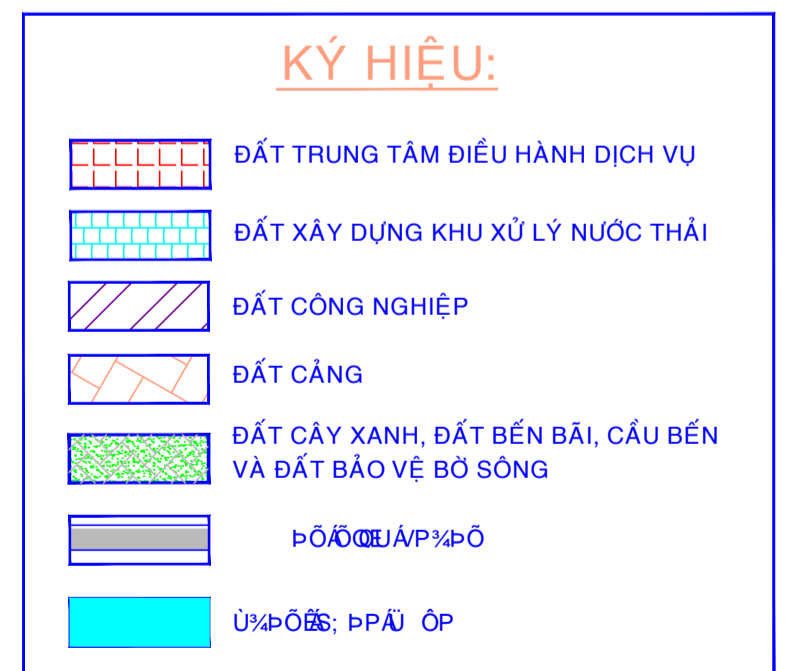 KÝ HIỆU:
ĐẤT TRUNG TÂM ĐIỀU HÀNH DỊCH VỤ
ĐẤT XÂY DỰNG KHU XỬ LÝ NƯỚC THẢI
ĐẤT CÔNG NGHIỆP
ĐẤT CẢNG
ĐẤT CÂY XANH, ĐẤT BẾN BÃI, CẦU BẾN
VÀ ĐẤT BẢO VỆ BỜ SÔNG